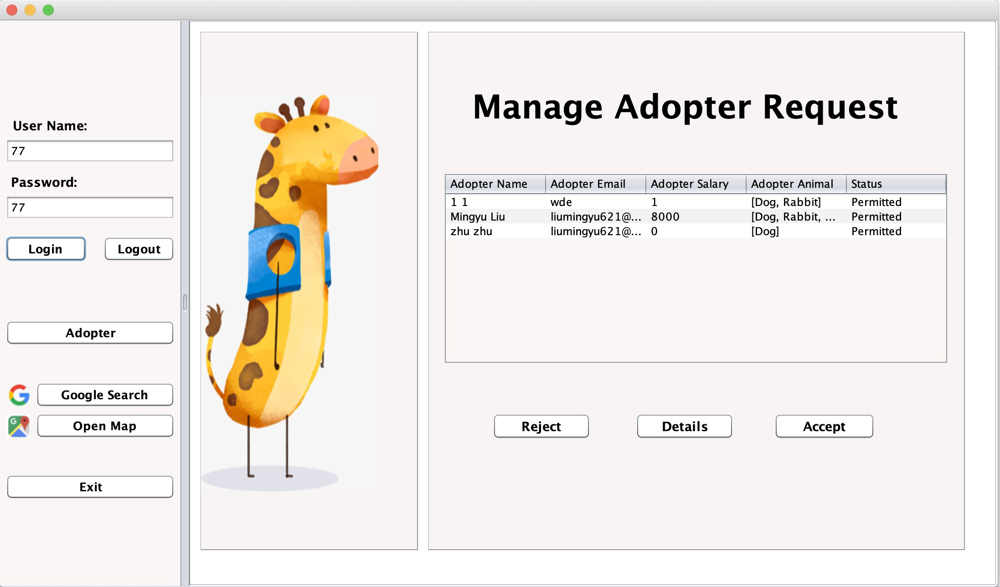 User Name:
77
Password:
77
Login Logout
Adopter
G Google Search
G Open Map
Exit
Manage Adopter Request
Adopter Name Adopter Email Adopter Salary Adopter Animal Status
1 1 wde 1 [Dog, Rabbit] Permitted
Mingyu Liu liumingyu621@... 8000 [Dog, Rabbit, ... Permitted
zhu zhu liumingyu621@... 0 [Dog] Permitted
Reject Details Accept